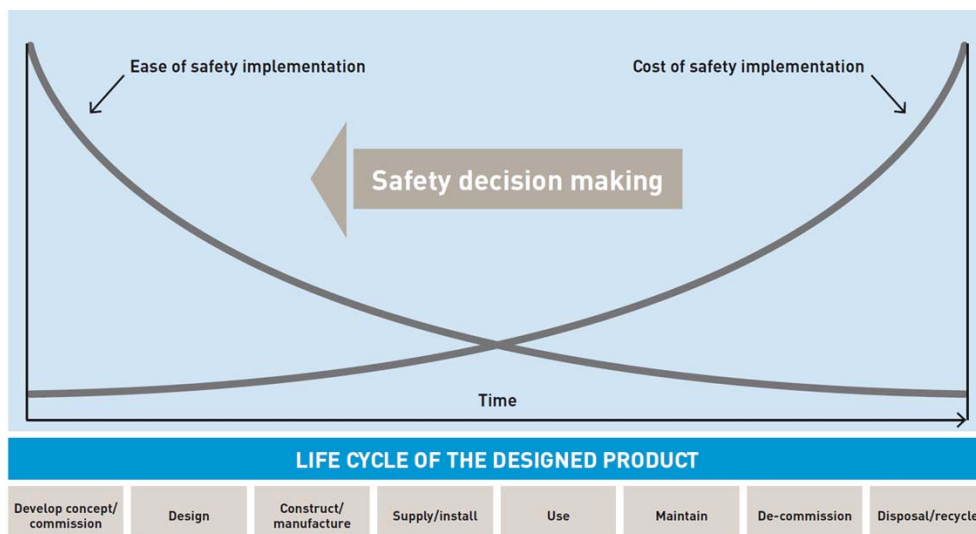 Ease of safety implementation
Cost of safety implementation
Safety decision making
Time
LIFE CYCLE OF THE DESIGNED PRODUCT
Develop concept/
commission
Design
Construct/
manufacture
Supply/install
Use
Maintain
De-commission
Disposal/recycle